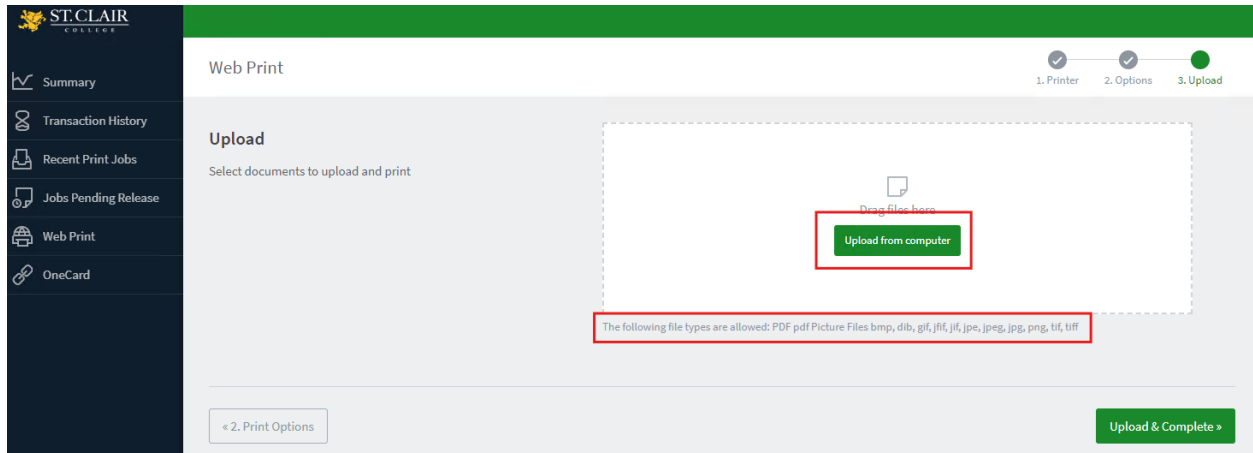 ST. CLAIR
COLLEGE
Summary
Transaction History
Recent Print Jobs
Jobs Pending Release
Web Print
OneCard
Web Print
1. Printer
2. Options
3. Upload
Upload
Select documents to upload and print
Drag files here
Upload from computer
The following file types are allowed: PDF pdf Picture Files bmp, dib, gif, jfif, jif, jpe, jpeg, jpg, png, tif, tiff
« 2. Print Options
Upload & Complete »